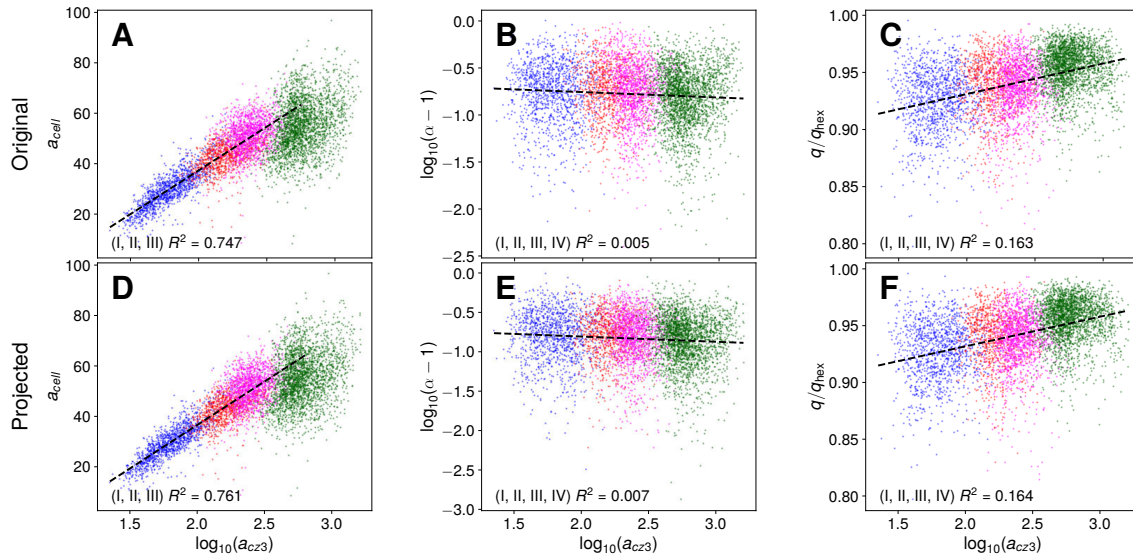 A
B
C
Original
a_cell
100
80
60
40
20
(I, II, III) R² = 0.747
log₁₀(α − 1)
0.0
−0.5
−1.0
−1.5
−2.0
−2.5
(I, II, III, IV) R² = 0.005
q/q_hex
1.00
0.95
0.90
0.85
0.80
(I, II, III, IV) R² = 0.163
D
E
F
Projected
a_cell
100
80
60
40
20
(I, II, III) R² = 0.761
1.5 2.0 2.5 3.0
log₁₀(a_cz3)
log₁₀(α − 1)
0.0
−0.5
−1.0
−1.5
−2.0
−2.5
−3.0
(I, II, III, IV) R² = 0.007
1.5 2.0 2.5 3.0
log₁₀(a_cz3)
q/q_hex
1.00
0.95
0.90
0.85
0.80
(I, II, III, IV) R² = 0.164
1.5 2.0 2.5 3.0
log₁₀(a_cz3)